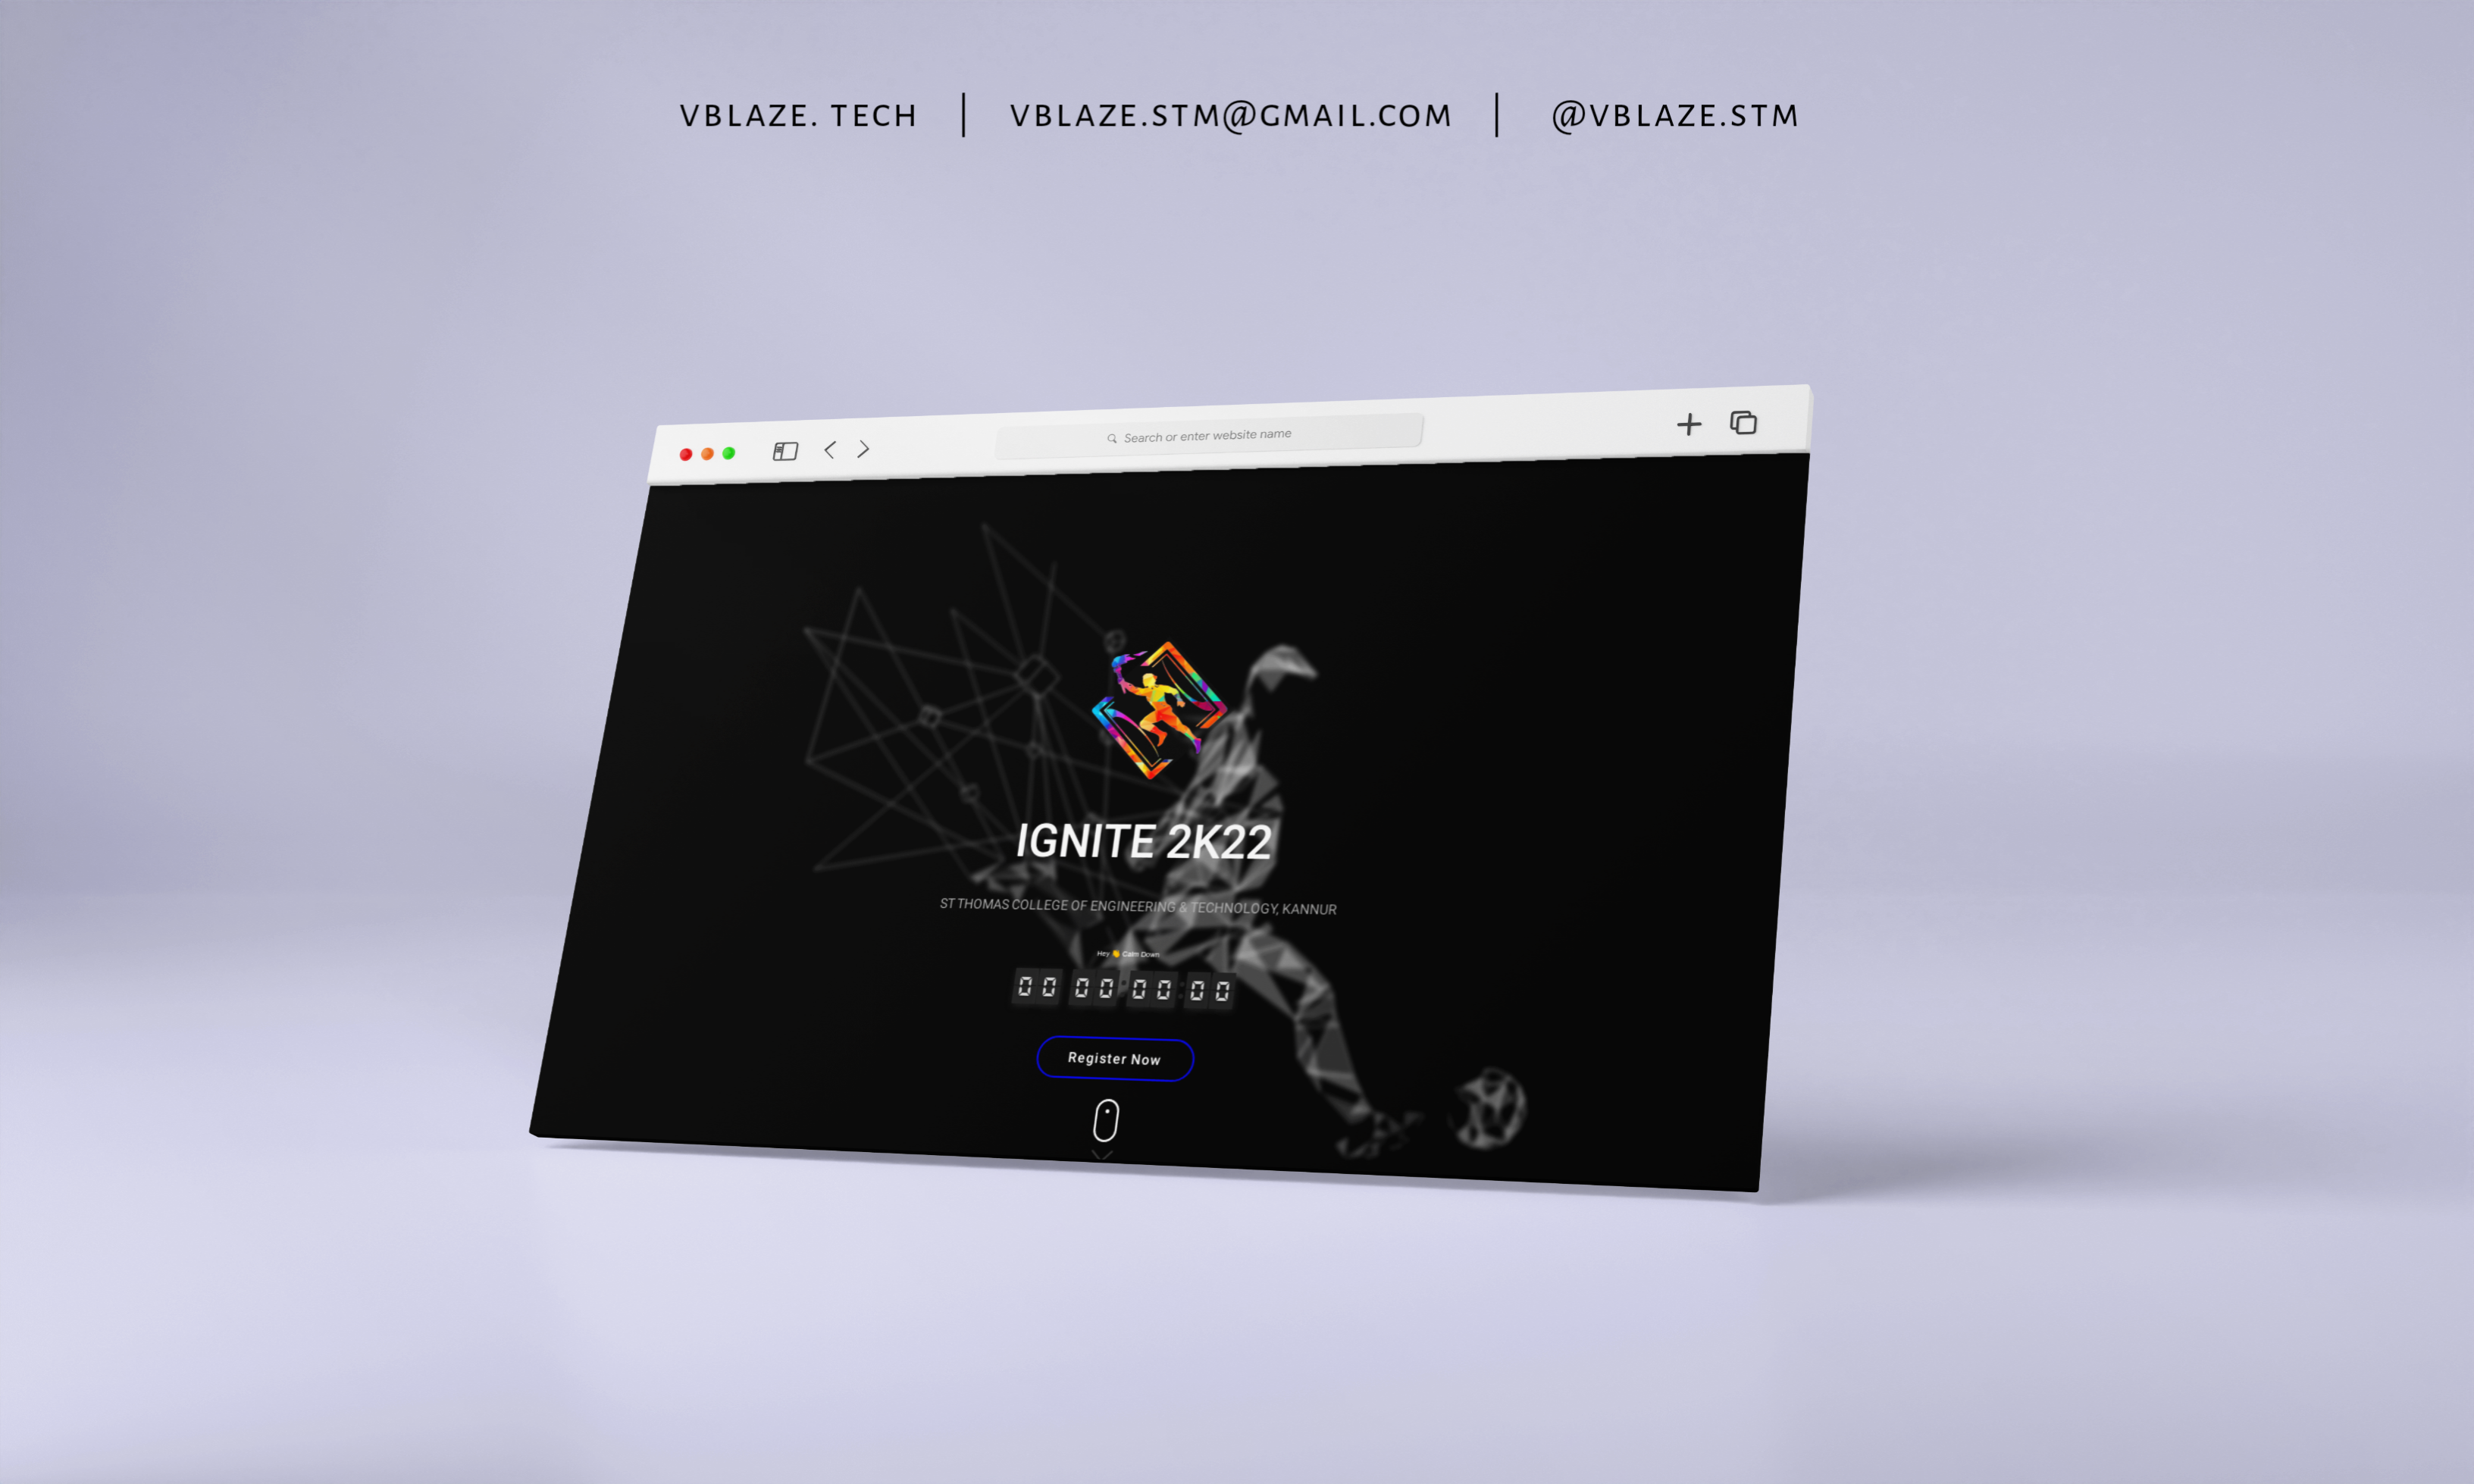 VBLAZE. TECH | VBLAZE.STM@GMAIL.COM | @VBLAZE.STM
Search or enter website name
IGNITE 2K22
ST THOMAS COLLEGE OF ENGINEERING & TECHNOLOGY, KANNUR
Hey 👋 Calm Down
00 00:00:00
Register Now